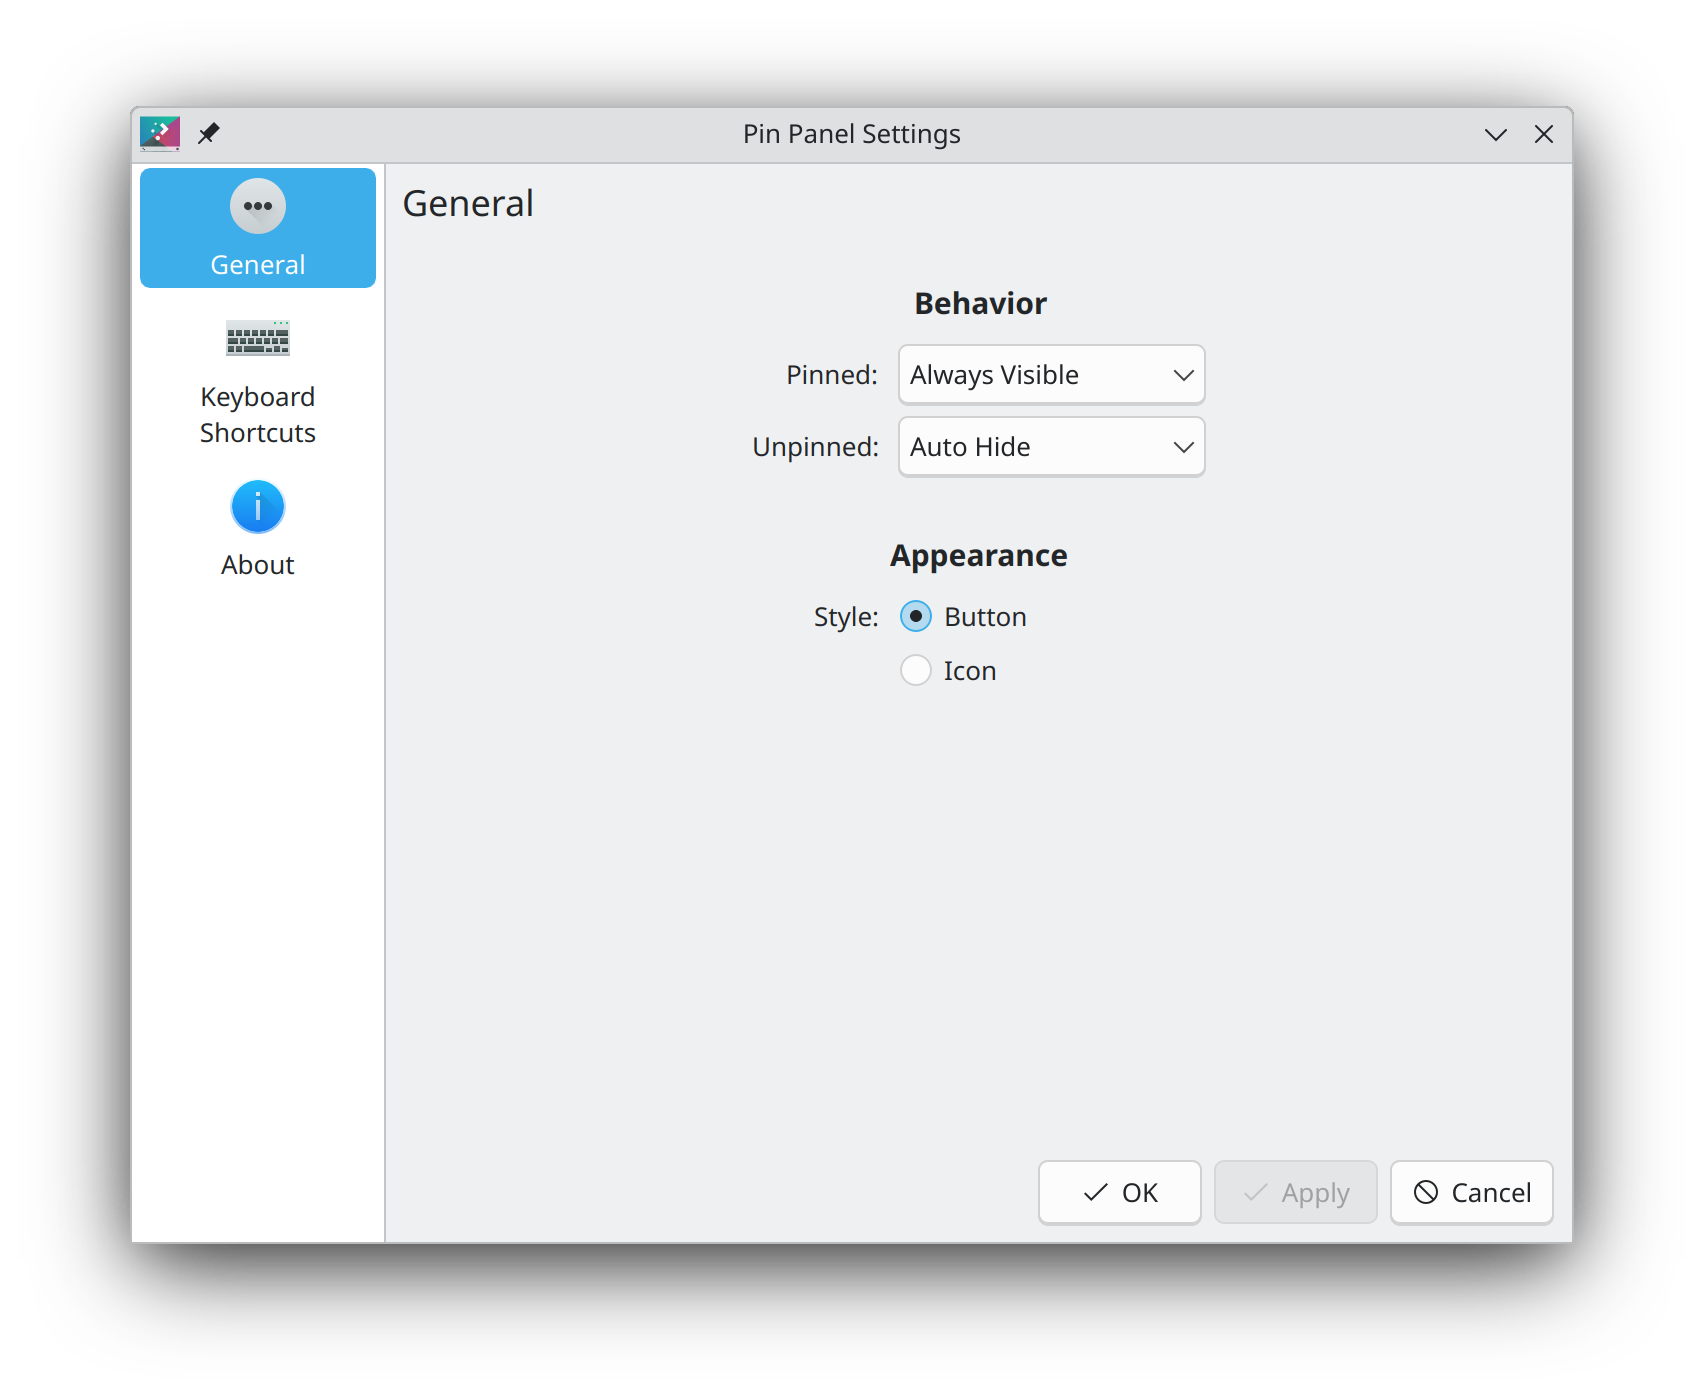 Pin Panel Settings
General
Keyboard
Shortcuts
About
General
Behavior
Pinned: Always Visible
Unpinned: Auto Hide
Appearance
Style: Button
Icon
OK Apply Cancel